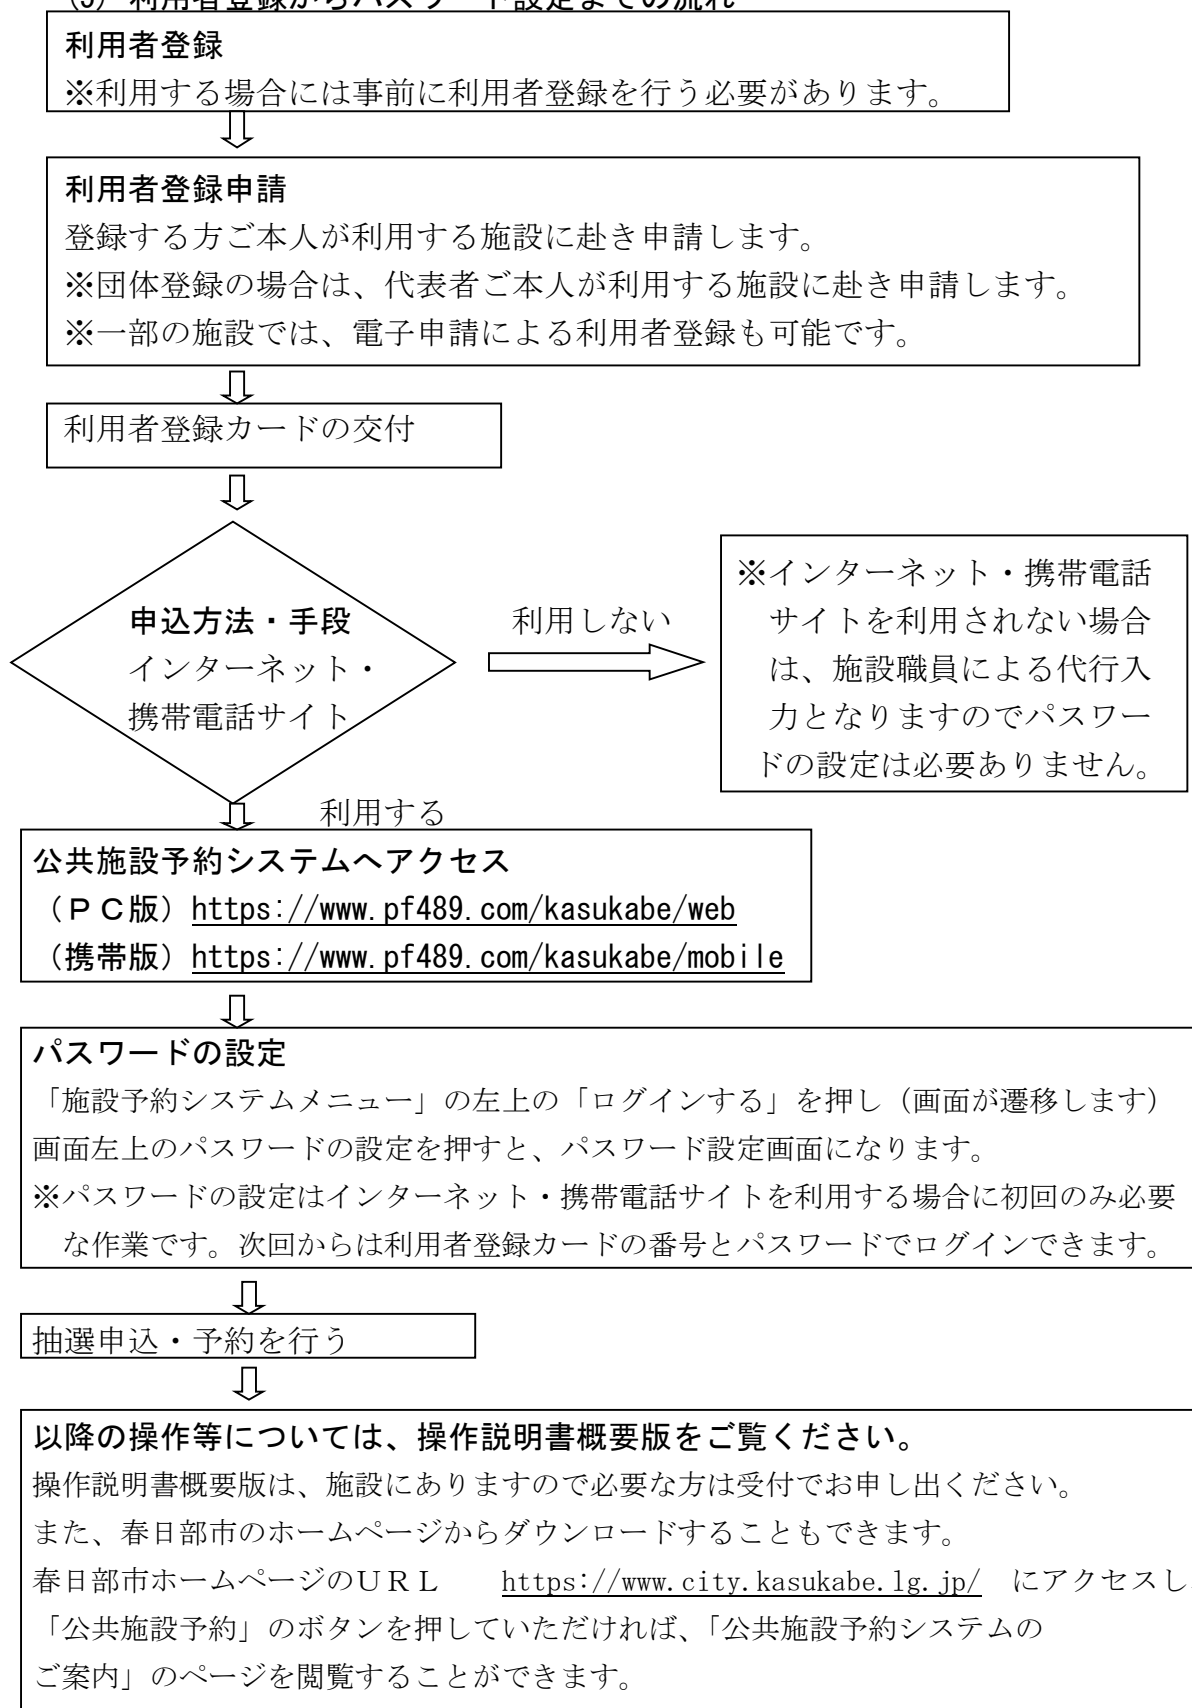 (3) 利用者登録からパスワード設定までの流れ
利用者登録
※利用する場合には事前に利用者登録を行う必要があります。
利用者登録申請
登録する方ご本人が利用する施設に赴き申請します。
※団体登録の場合は、代表者ご本人が利用する施設に赴き申請します。
※一部の施設では、電子申請による利用者登録も可能です。
利用者登録カードの交付
申込方法・手段
インターネット・
携帯電話サイト
利用しない
※インターネット・携帯電話
サイトを利用されない場合
は、施設職員による代行入
力となりますのでパスワー
ドの設定は必要ありません。
利用する
公共施設予約システムへアクセス
（ＰＣ版）https://www.pf489.com/kasukabe/web
（携帯版）https://www.pf489.com/kasukabe/mobile
パスワードの設定
「施設予約システムメニュー」の左上の「ログインする」を押し（画面が遷移します）
画面左上のパスワードの設定を押すと、パスワード設定画面になります。
※パスワードの設定はインターネット・携帯電話サイトを利用する場合に初回のみ必要
な作業です。次回からは利用者登録カードの番号とパスワードでログインできます。
抽選申込・予約を行う
以降の操作等については、操作説明書概要版をご覧ください。
操作説明書概要版は、施設にありますので必要な方は受付でお申し出ください。
また、春日部市のホームページからダウンロードすることもできます。
春日部市ホームページのＵＲＬ　https://www.city.kasukabe.lg.jp/　にアクセスし
「公共施設予約」のボタンを押していただければ、「公共施設予約システムの
ご案内」のページを閲覧することができます。